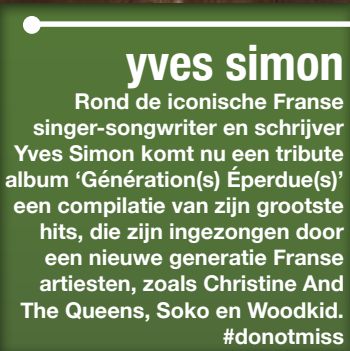 yves simon
Rond de iconische Franse
singer-songwriter en schrijver
Yves Simon komt nu een tribute
album ‘Génération(s) Éperdue(s)’
een compilatie van zijn grootste
hits, die zijn ingezongen door
een nieuwe generatie Franse
artiesten, zoals Christine And
The Queens, Soko en Woodkid.
#donotmiss